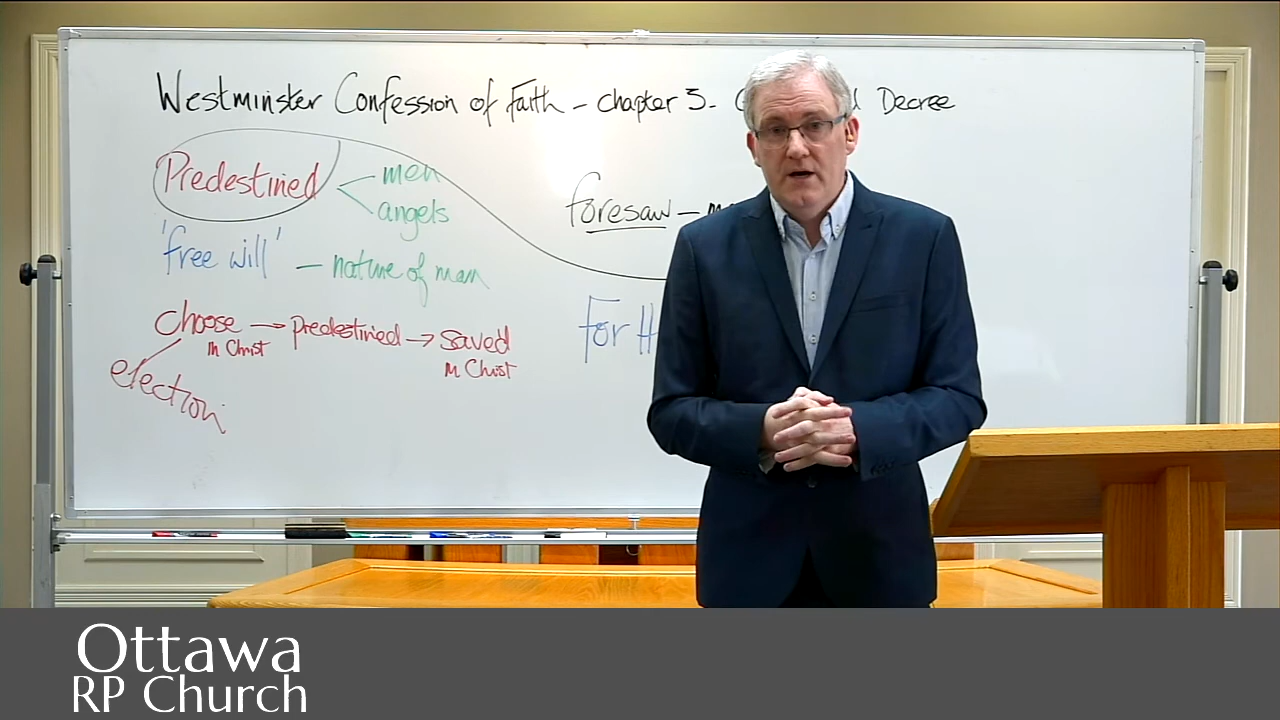 Westminster Confession of Faith - chapter 3 - Decree
Predestined
men
angels
foresaw -
'free will' - nature of man
choose → predestined → saved
in Christ
in Christ
For H
election
Ottawa
RP Church